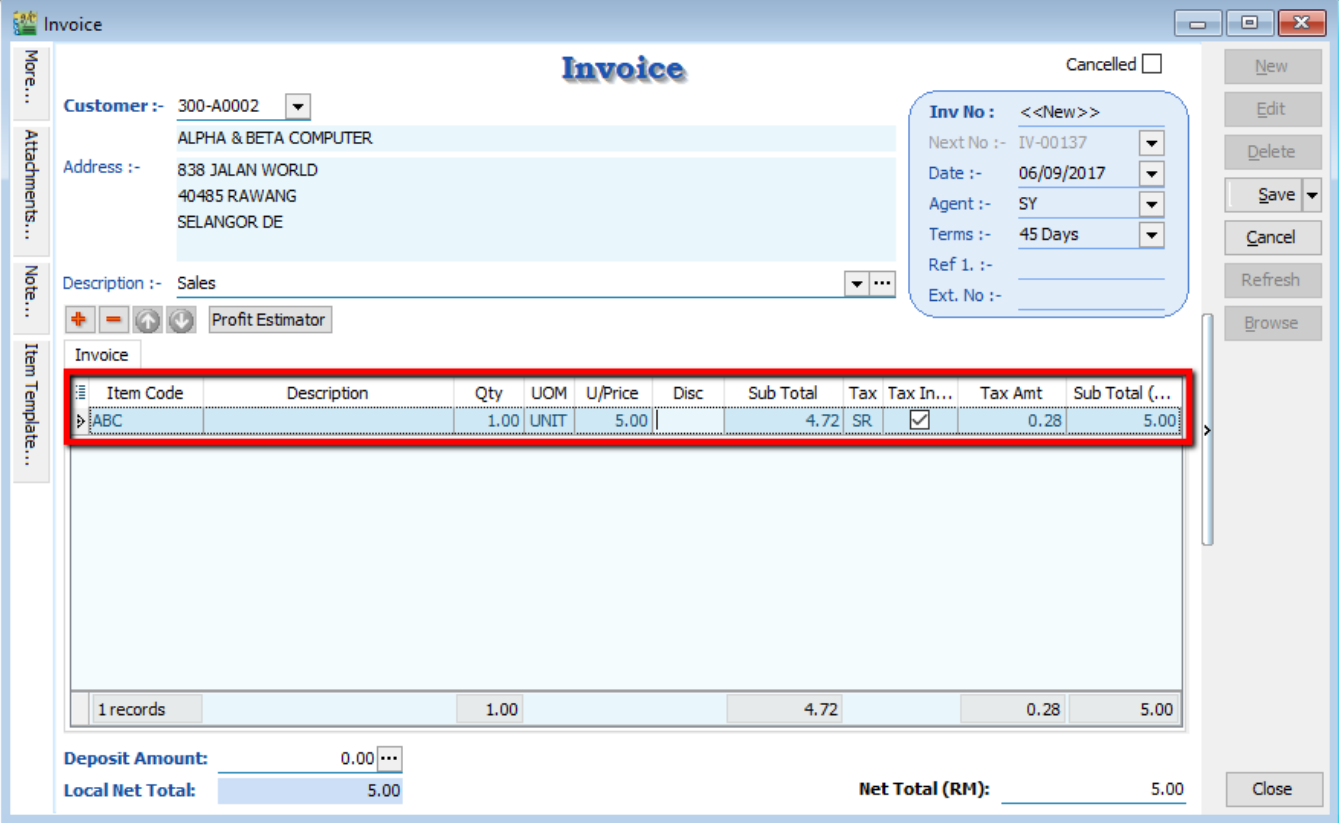 Invoice
More...
Attachments...
Note...
Item Template...
Invoice
Cancelled
Customer :- 300-A0002
ALPHA & BETA COMPUTER
Address :- 838 JALAN WORLD
40485 RAWANG
SELANGOR DE
Description :- Sales
Inv No : <<New>>
Next No :- IV-00137
Date :- 06/09/2017
Agent :- SY
Terms :- 45 Days
Ref 1. :-
Ext. No :-
Profit Estimator
Invoice
Item Code Description Qty UOM U/Price Disc Sub Total Tax Tax In... Tax Amt Sub Total (...
ABC 1.00 UNIT 5.00 4.72 SR 0.28 5.00
1 records 1.00 4.72 0.28 5.00
Deposit Amount: 0.00
Local Net Total: 5.00
Net Total (RM): 5.00
New
Edit
Delete
Save
Cancel
Refresh
Browse
Close